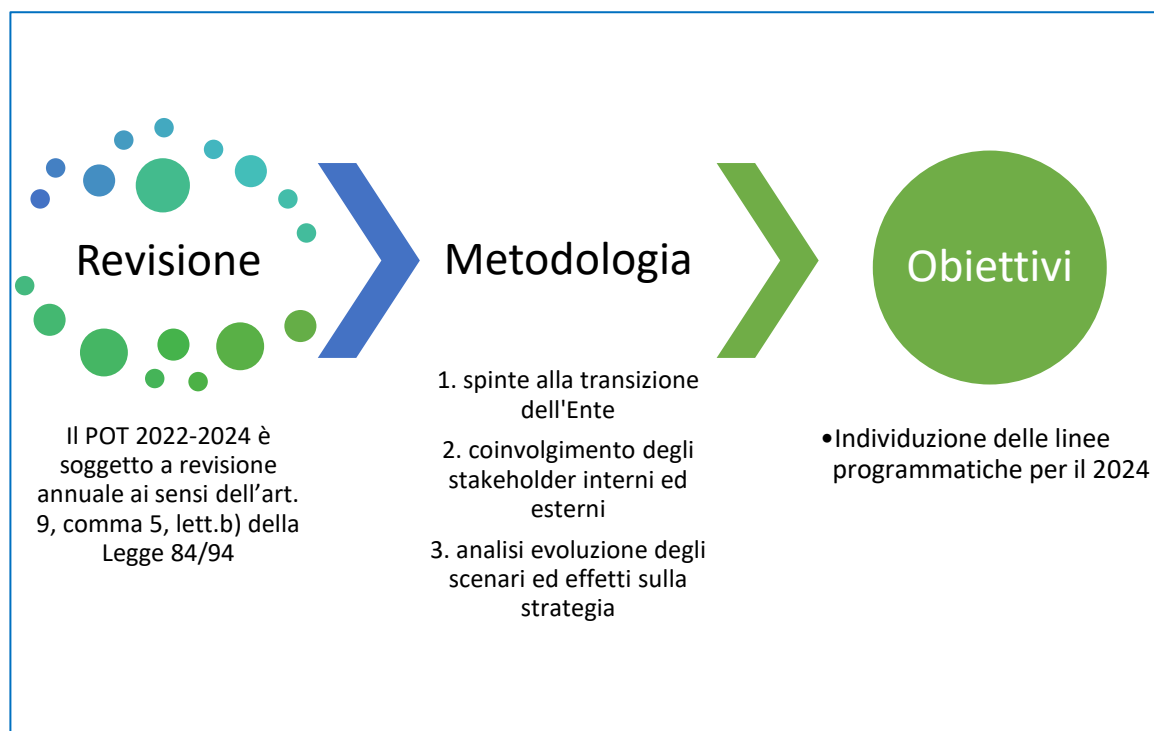 Revisione
Il POT 2022-2024 è
soggetto a revisione
annuale ai sensi dell’art.
9, comma 5, lett.b) della
Legge 84/94
Metodologia
1. spinte alla transizione
dell'Ente
2. coinvolgimento degli
stakeholder interni ed
esterni
3. analisi evoluzione degli
scenari ed effetti sulla
strategia
Obiettivi
•Individuzione delle linee
programmatiche per il 2024